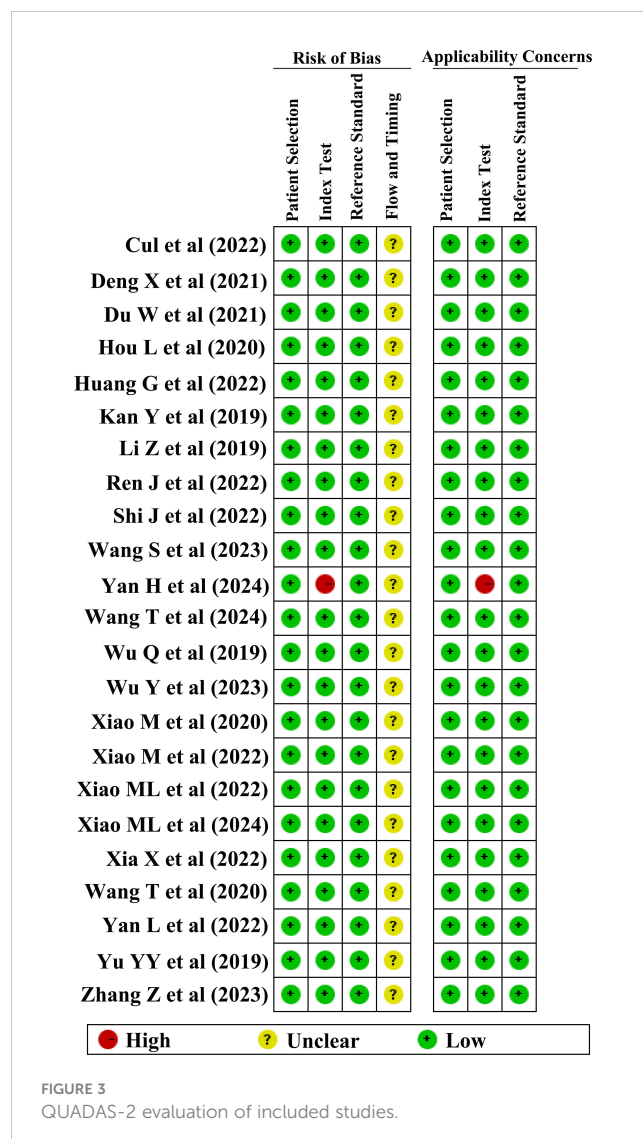 Risk of Bias Applicability Concerns
Patient Selection Index Test Reference Standard Flow and Timing Patient Selection Index Test Reference Standard
Cul et al (2022) + + + ? + + +
Deng X et al (2021) + + + ? + + +
Du W et al (2021) + + + ? + + +
Hou L et al (2020) + + + ? + + +
Huang G et al (2022) + + + ? + + +
Kan Y et al (2019) + + + ? + + +
Li Z et al (2019) + + + ? + + +
Ren J et al (2022) + + + ? + + +
Shi J et al (2022) + + + ? + + +
Wang S et al (2023) + + + ? + + +
Yan H et al (2024) + - + ? + - +
Wang T et al (2024) + + + ? + + +
Wu Q et al (2019) + + + ? + + +
Wu Y et al (2023) + + + ? + + +
Xiao M et al (2020) + + + ? + + +
Xiao M et al (2022) + + + ? + + +
Xiao ML et al (2022) + + + ? + + +
Xiao ML et al (2024) + + + ? + + +
Xia X et al (2022) + + + ? + + +
Wang T et al (2020) + + + ? + + +
Yan L et al (2022) + + + ? + + +
Yu YY et al (2019) + + + ? + + +
Zhang Z et al (2023) + + + ? + + +
- High ? Unclear + Low
FIGURE 3
QUADAS-2 evaluation of included studies.